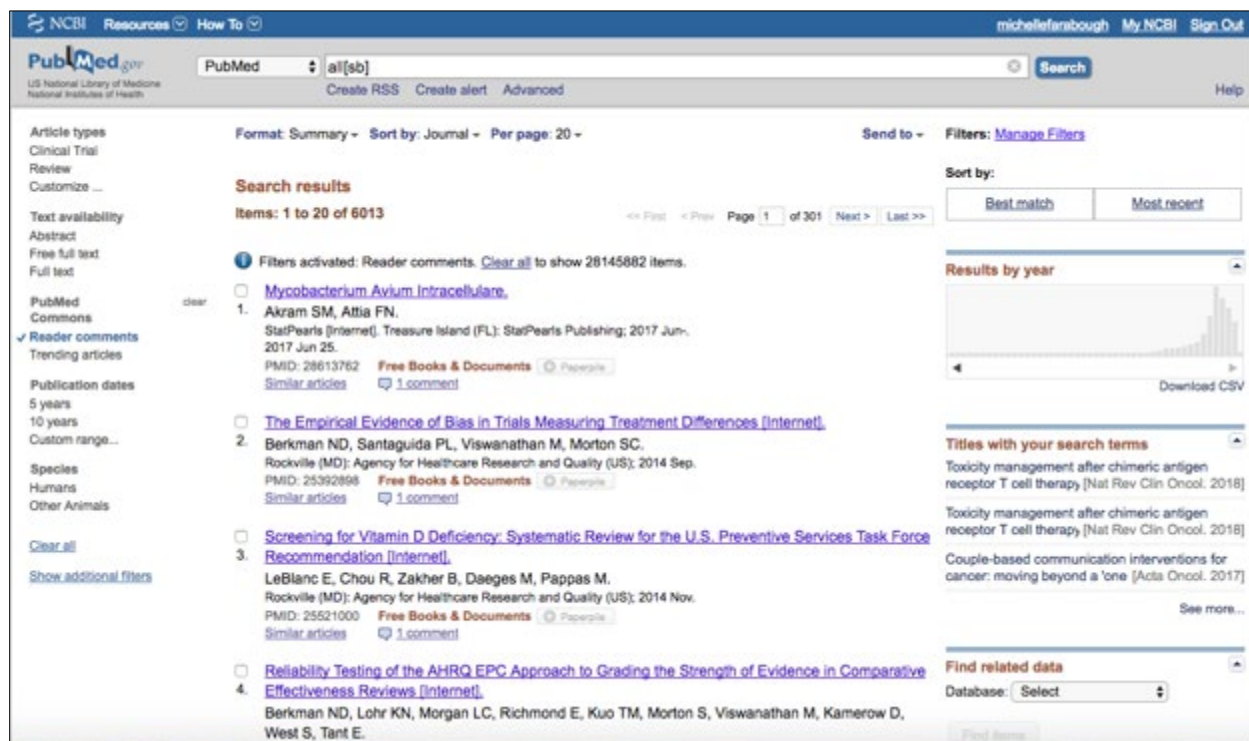 NCBI Resources How To michellefarabough My NCBI Sign Out
PubMed.gov
US National Library of Medicine
National Institutes of Health
PubMed all[sb] Search
Create RSS Create alert Advanced Help
Article types
Clinical Trial
Review
Customize ...
Text availability
Abstract
Free full text
Full text
PubMed
Commons
clear
Reader comments
Trending articles
Publication dates
5 years
10 years
Custom range...
Species
Humans
Other Animals
Clear all
Show additional filters
Format: Summary Sort by: Journal Per page: 20 Send to
Search results
Items: 1 to 20 of 6013
<< First < Prev Page 1 of 301 Next > Last >>
Filters activated: Reader comments. Clear all to show 28145882 items.
Mycobacterium Avium Intracellulare.
1. Akram SM, Attia FN.
StatPearls [Internet]. Treasure Island (FL): StatPearls Publishing; 2017 Jun-.
2017 Jun 25.
PMID: 28613762 Free Books & Documents Paperpile
Similar articles 1 comment
The Empirical Evidence of Bias in Trials Measuring Treatment Differences [Internet].
2. Berkman ND, Santaguida PL, Viswanathan M, Morton SC.
Rockville (MD): Agency for Healthcare Research and Quality (US); 2014 Sep.
PMID: 25392898 Free Books & Documents Paperpile
Similar articles 1 comment
Screening for Vitamin D Deficiency: Systematic Review for the U.S. Preventive Services Task Force
3. Recommendation [Internet].
LeBlanc E, Chou R, Zakher B, Daeges M, Pappas M.
Rockville (MD): Agency for Healthcare Research and Quality (US); 2014 Nov.
PMID: 25521000 Free Books & Documents Paperpile
Similar articles 1 comment
Reliability Testing of the AHRQ EPC Approach to Grading the Strength of Evidence in Comparative
4. Effectiveness Reviews [Internet].
Berkman ND, Lohr KN, Morgan LC, Richmond E, Kuo TM, Morton S, Viswanathan M, Kamerow D,
West S, Tant E.
Filters: Manage Filters
Sort by:
Best match Most recent
Results by year
Download CSV
Titles with your search terms
Toxicity management after chimeric antigen
receptor T cell therapy [Nat Rev Clin Oncol. 2018]
Toxicity management after chimeric antigen
receptor T cell therapy [Nat Rev Clin Oncol. 2018]
Couple-based communication interventions for
cancer: moving beyond a 'one [Acta Oncol. 2017]
See more...
Find related data
Database: Select
Find items